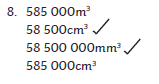 8. 585 000m³
58 500cm³ ✓
58 500 000mm³ ✓
585 000cm³